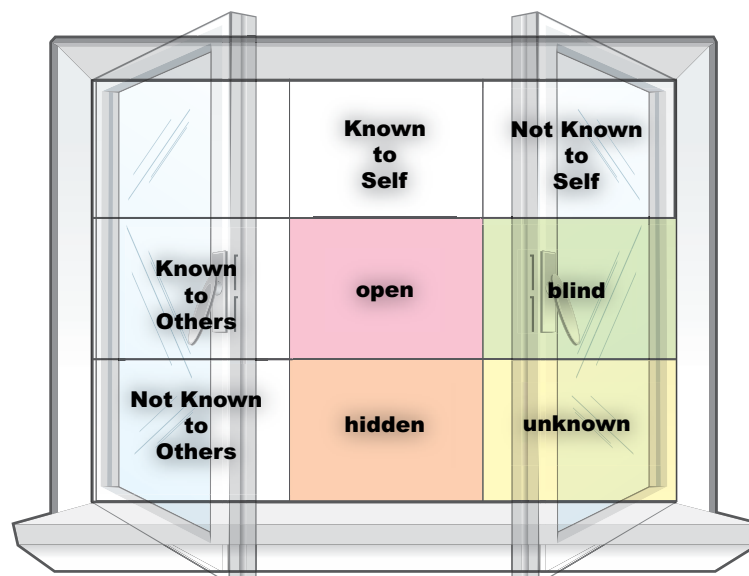 Known
to
Self
Not Known
to
Self
Known
to
Others
open
blind
Not Known
to
Others
hidden
unknown